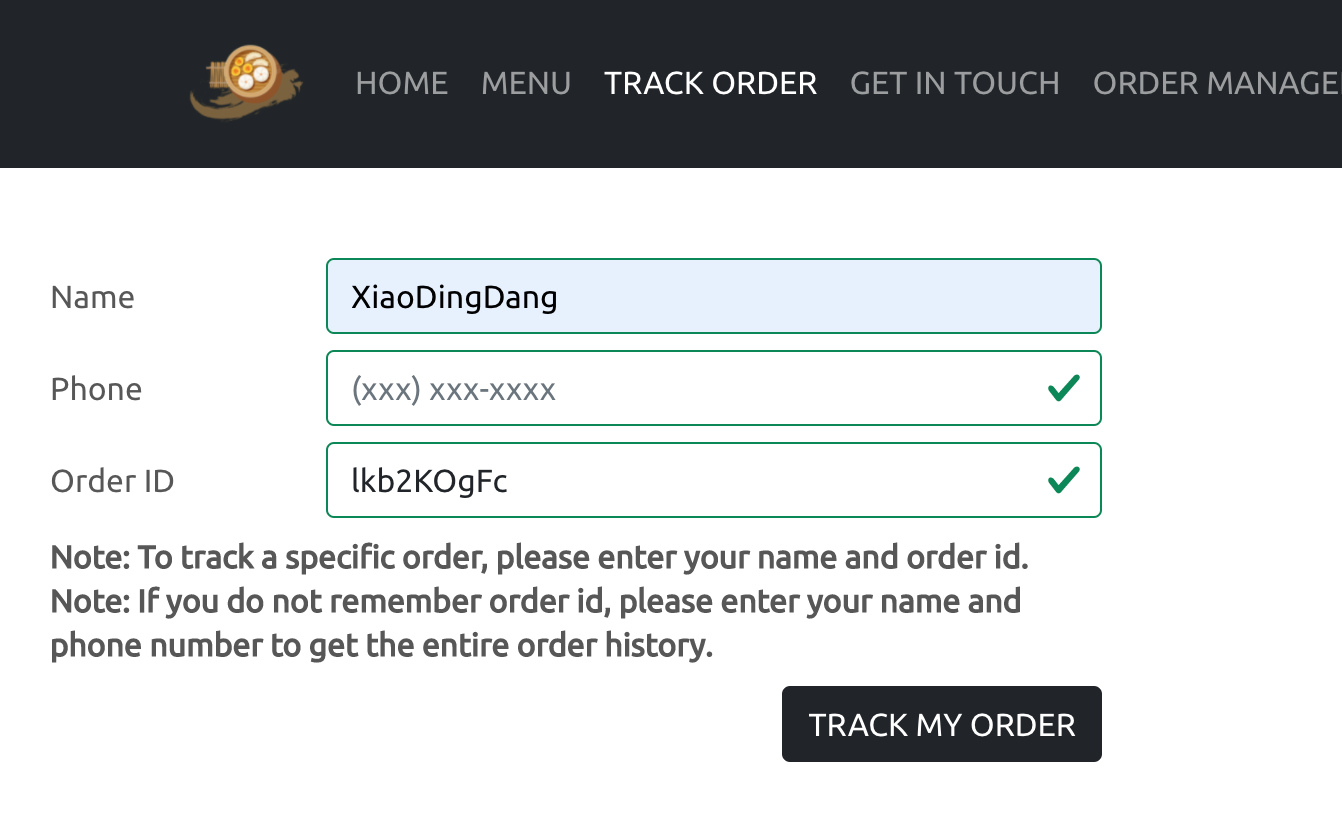 HOME MENU TRACK ORDER GET IN TOUCH ORDER MANAGE
Name XiaoDingDang
Phone (xxx) xxx-xxxx
Order ID lkb2KOgFc
Note: To track a specific order, please enter your name and order id.
Note: If you do not remember order id, please enter your name and
phone number to get the entire order history.
TRACK MY ORDER